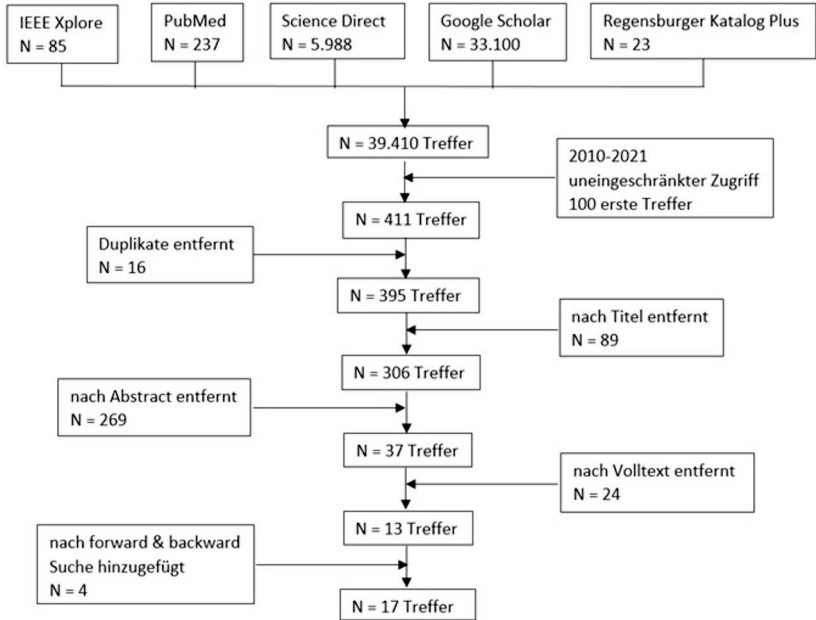 IEEE Xplore
N = 85
PubMed
N = 237
Science Direct
N = 5.988
Google Scholar
N = 33.100
Regensburger Katalog Plus
N = 23
N = 39.410 Treffer
2010-2021
uneingeschränkter Zugriff
100 erste Treffer
N = 411 Treffer
Duplikate entfernt
N = 16
N = 395 Treffer
nach Titel entfernt
N = 89
N = 306 Treffer
nach Abstract entfernt
N = 269
N = 37 Treffer
nach Volltext entfernt
N = 24
N = 13 Treffer
nach forward & backward
Suche hinzugefügt
N = 4
N = 17 Treffer